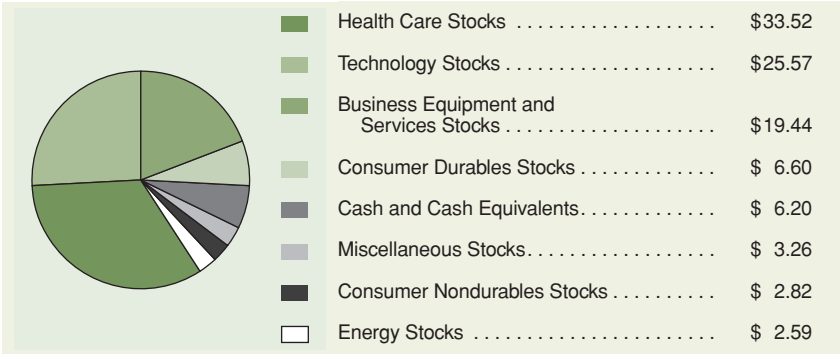 Health Care Stocks . . . . . . . . . . . . . . . . . . . . . $33.52
Technology Stocks . . . . . . . . . . . . . . . . . . . . . . $25.57
Business Equipment and
Services Stocks . . . . . . . . . . . . . . . . . . . . . . $19.44
Consumer Durables Stocks . . . . . . . . . . . . . . $ 6.60
Cash and Cash Equivalents. . . . . . . . . . . . . . $ 6.20
Miscellaneous Stocks. . . . . . . . . . . . . . . . . . . . $ 3.26
Consumer Nondurables Stocks . . . . . . . . . . . $ 2.82
Energy Stocks . . . . . . . . . . . . . . . . . . . . . . . . . $ 2.59